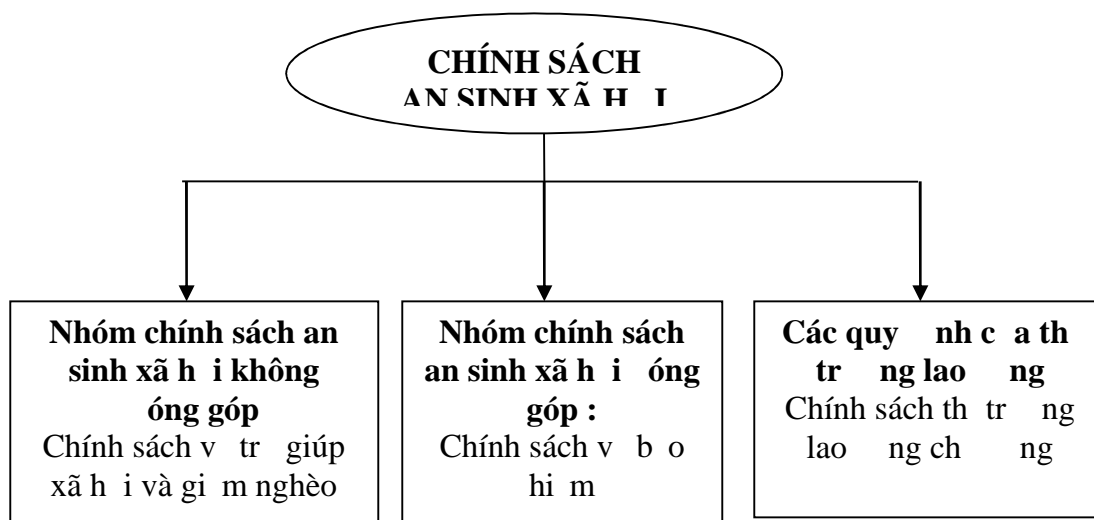 CHÍNH SÁCH
AN SINH XÃ H I
Nhóm chính sách an
sinh xã h i không
óng góp
Chính sách v tr giúp
xã h i và gi m nghèo
Nhóm chính sách
an sinh xã h i óng
góp :
Chính sách v b o
hi m
Các quy nh c a th
tr ng lao ng
Chính sách th tr ng
lao ng ch ng